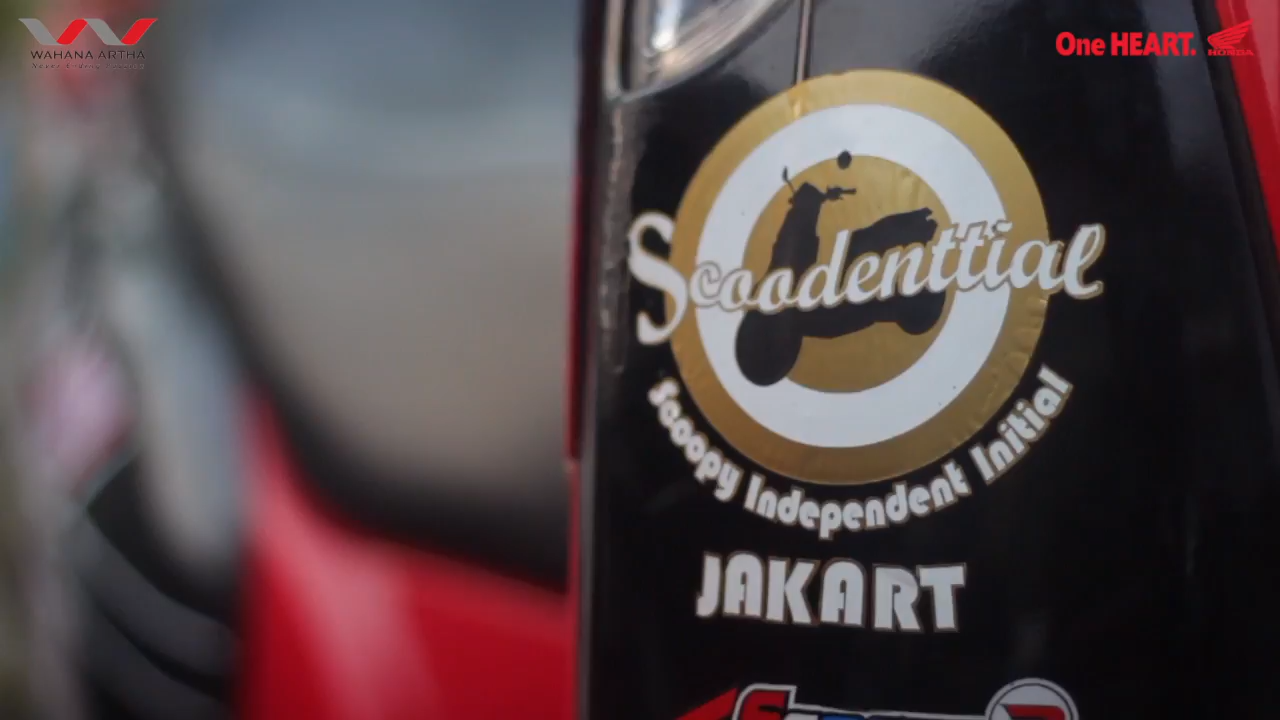 WAHANA ARTHA
One HEART.
HONDA
Scoodenttial
Scoopy Independent Initial
JAKART